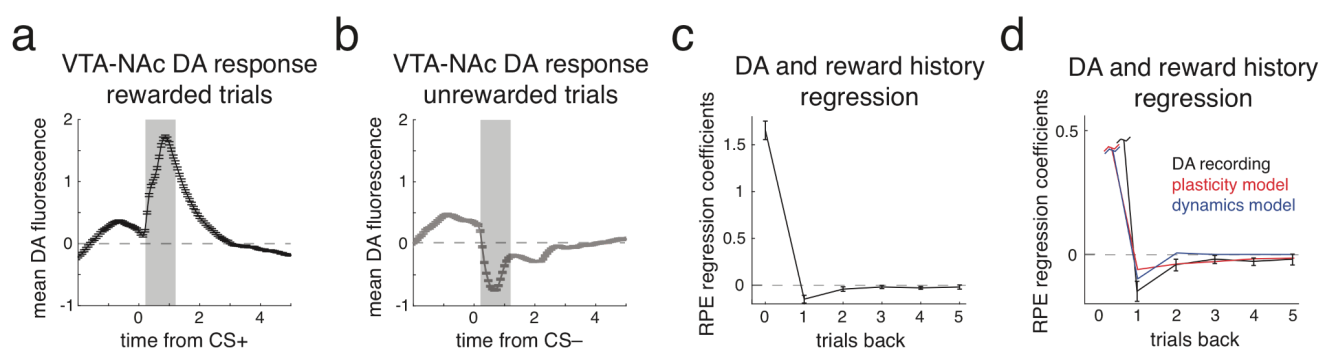 a
VTA-NAc DA response
rewarded trials
mean DA fluorescence
2
1
0
-1
0
2
4
time from CS+
b
VTA-NAc DA response
unrewarded trials
mean DA fluorescence
2
1
0
-1
0
2
4
time from CS–
c
DA and reward history
regression
RPE regression coefficients
1.5
1
0.5
0
0 1 2 3 4 5
trials back
d
DA and reward history
regression
RPE regression coefficients
0.5
0
DA recording
plasticity model
dynamics model
0 1 2 3 4 5
trials back